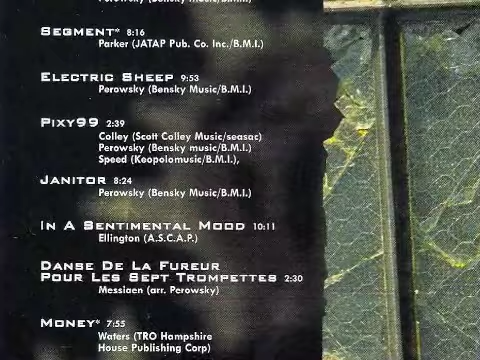 Perowsky (Bensky Music/B.M.I.)
SEGMENT* 8:16
Parker (JATAP Pub. Co. Inc./B.M.I.)
ELECTRIC SHEEP 9:53
Perowsky (Bensky Music/B.M.I.)
PIXY99 2:39
Colley (Scott Colley Music/seasac)
Perowsky (Bensky music/B.M.I.)
Speed (Keopolomusic/B.M.I.),
JANITOR 8:24
Perowsky (Bensky Music/B.M.I.)
IN A SENTIMENTAL MOOD 10:11
Ellington (A.S.C.A.P.)
DANSE DE LA FUREUR
POUR LES SEPT TROMPETTES 2:30
Messiaen (arr. Perowsky)
MONEY* 7:55
Waters (TRO Hampshire
House Publishing Corp)